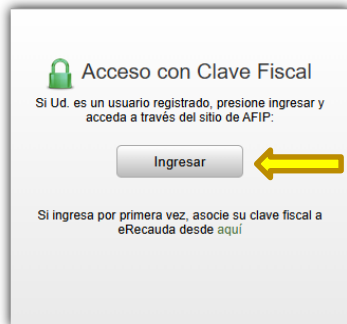 Acceso con Clave Fiscal
Si Ud. es un usuario registrado, presione ingresar y
acceda a través del sitio de AFIP:
Ingresar
Si ingresa por primera vez, asocie su clave fiscal a
eRecauda desde aquí